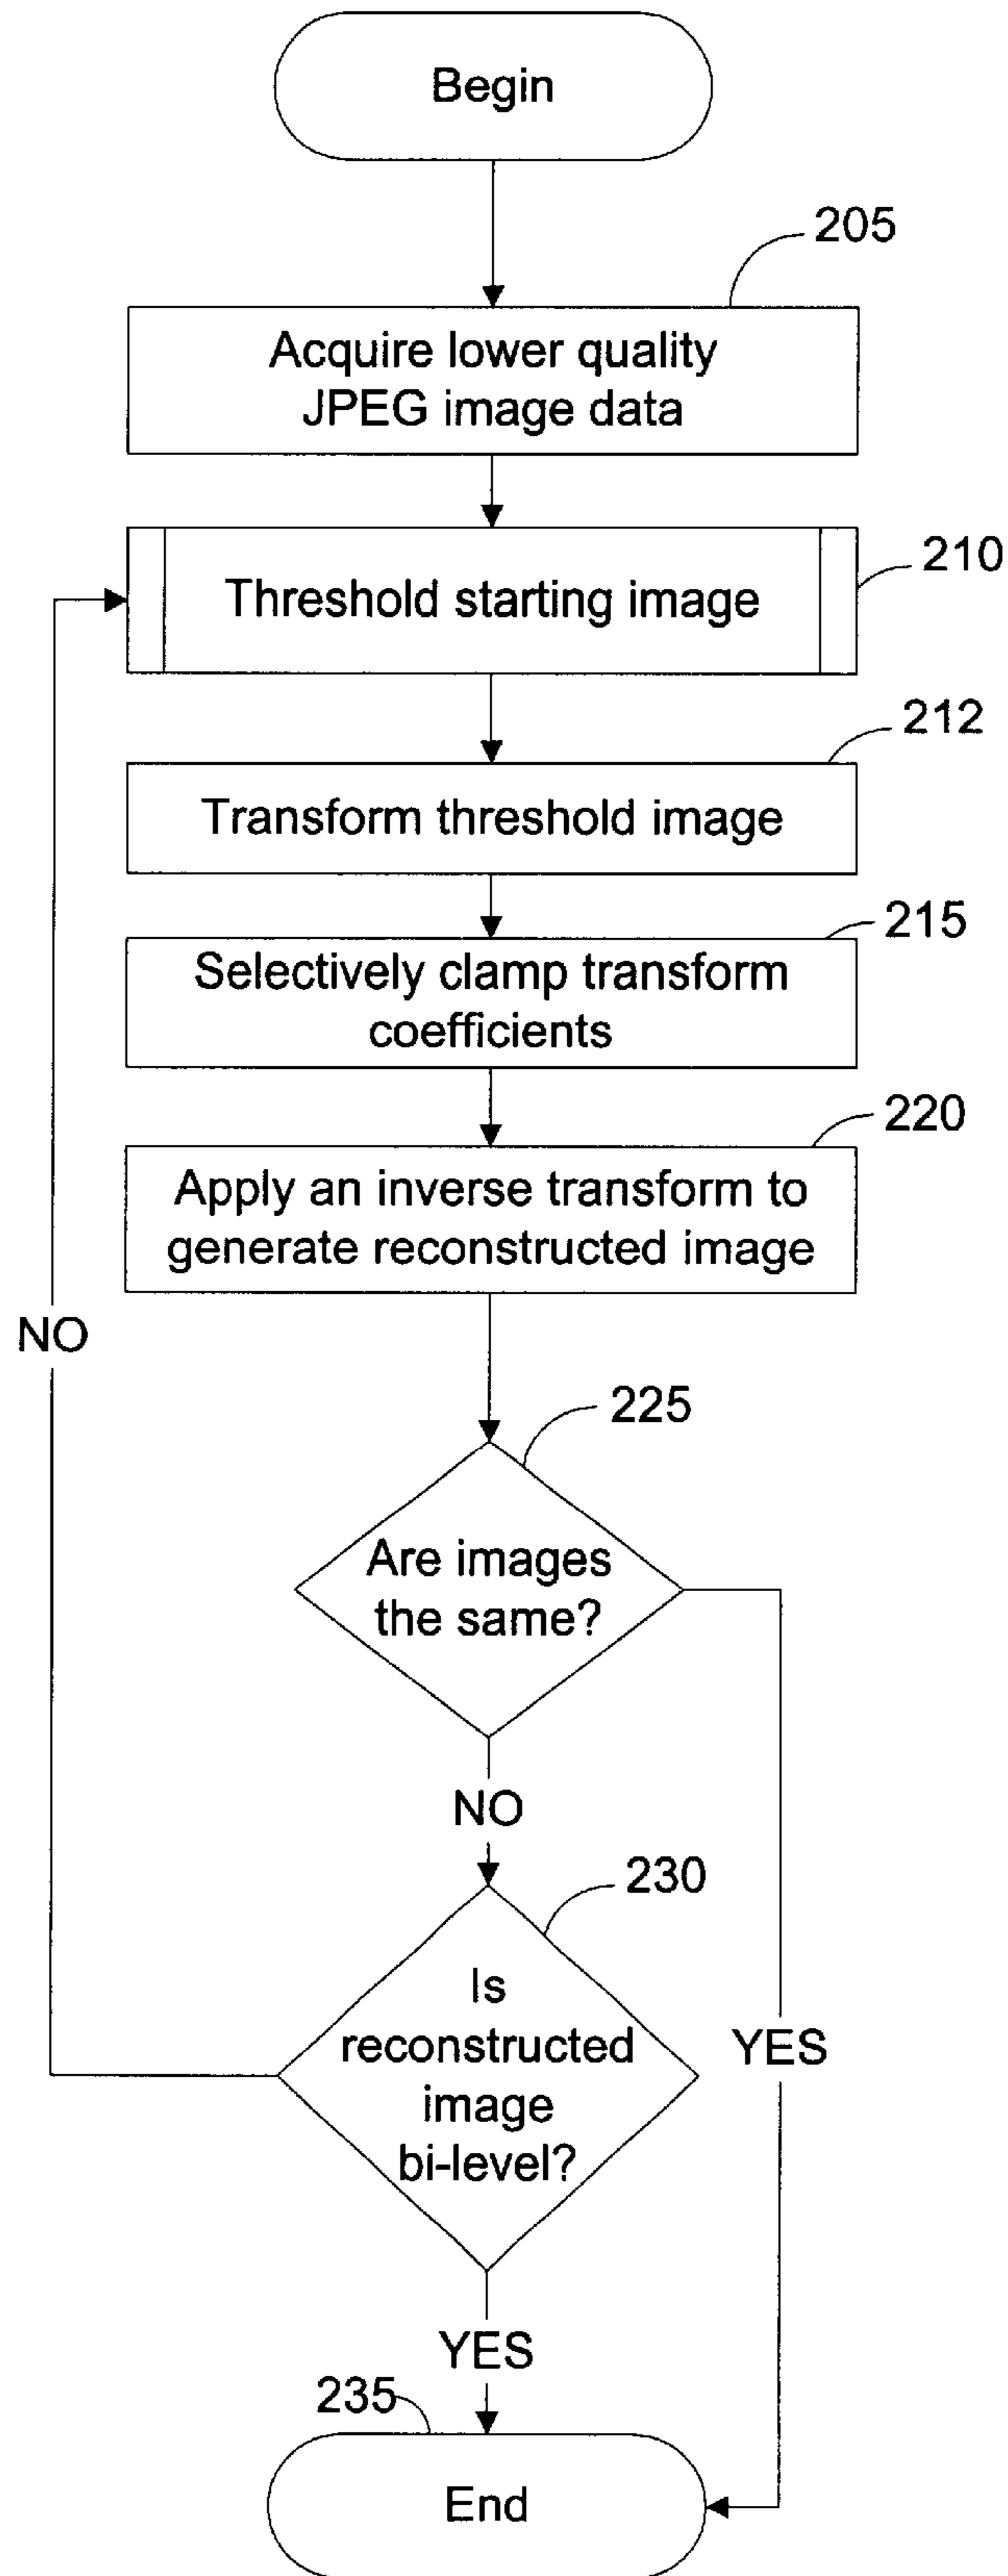 Begin
205
Acquire lower quality
JPEG image data
210
Threshold starting image
212
Transform threshold image
215
Selectively clamp transform
coefficients
220
Apply an inverse transform to
generate reconstructed image
NO
225
Are images
the same?
NO
230
Is
reconstructed
image
bi-level?
YES
YES
235
End